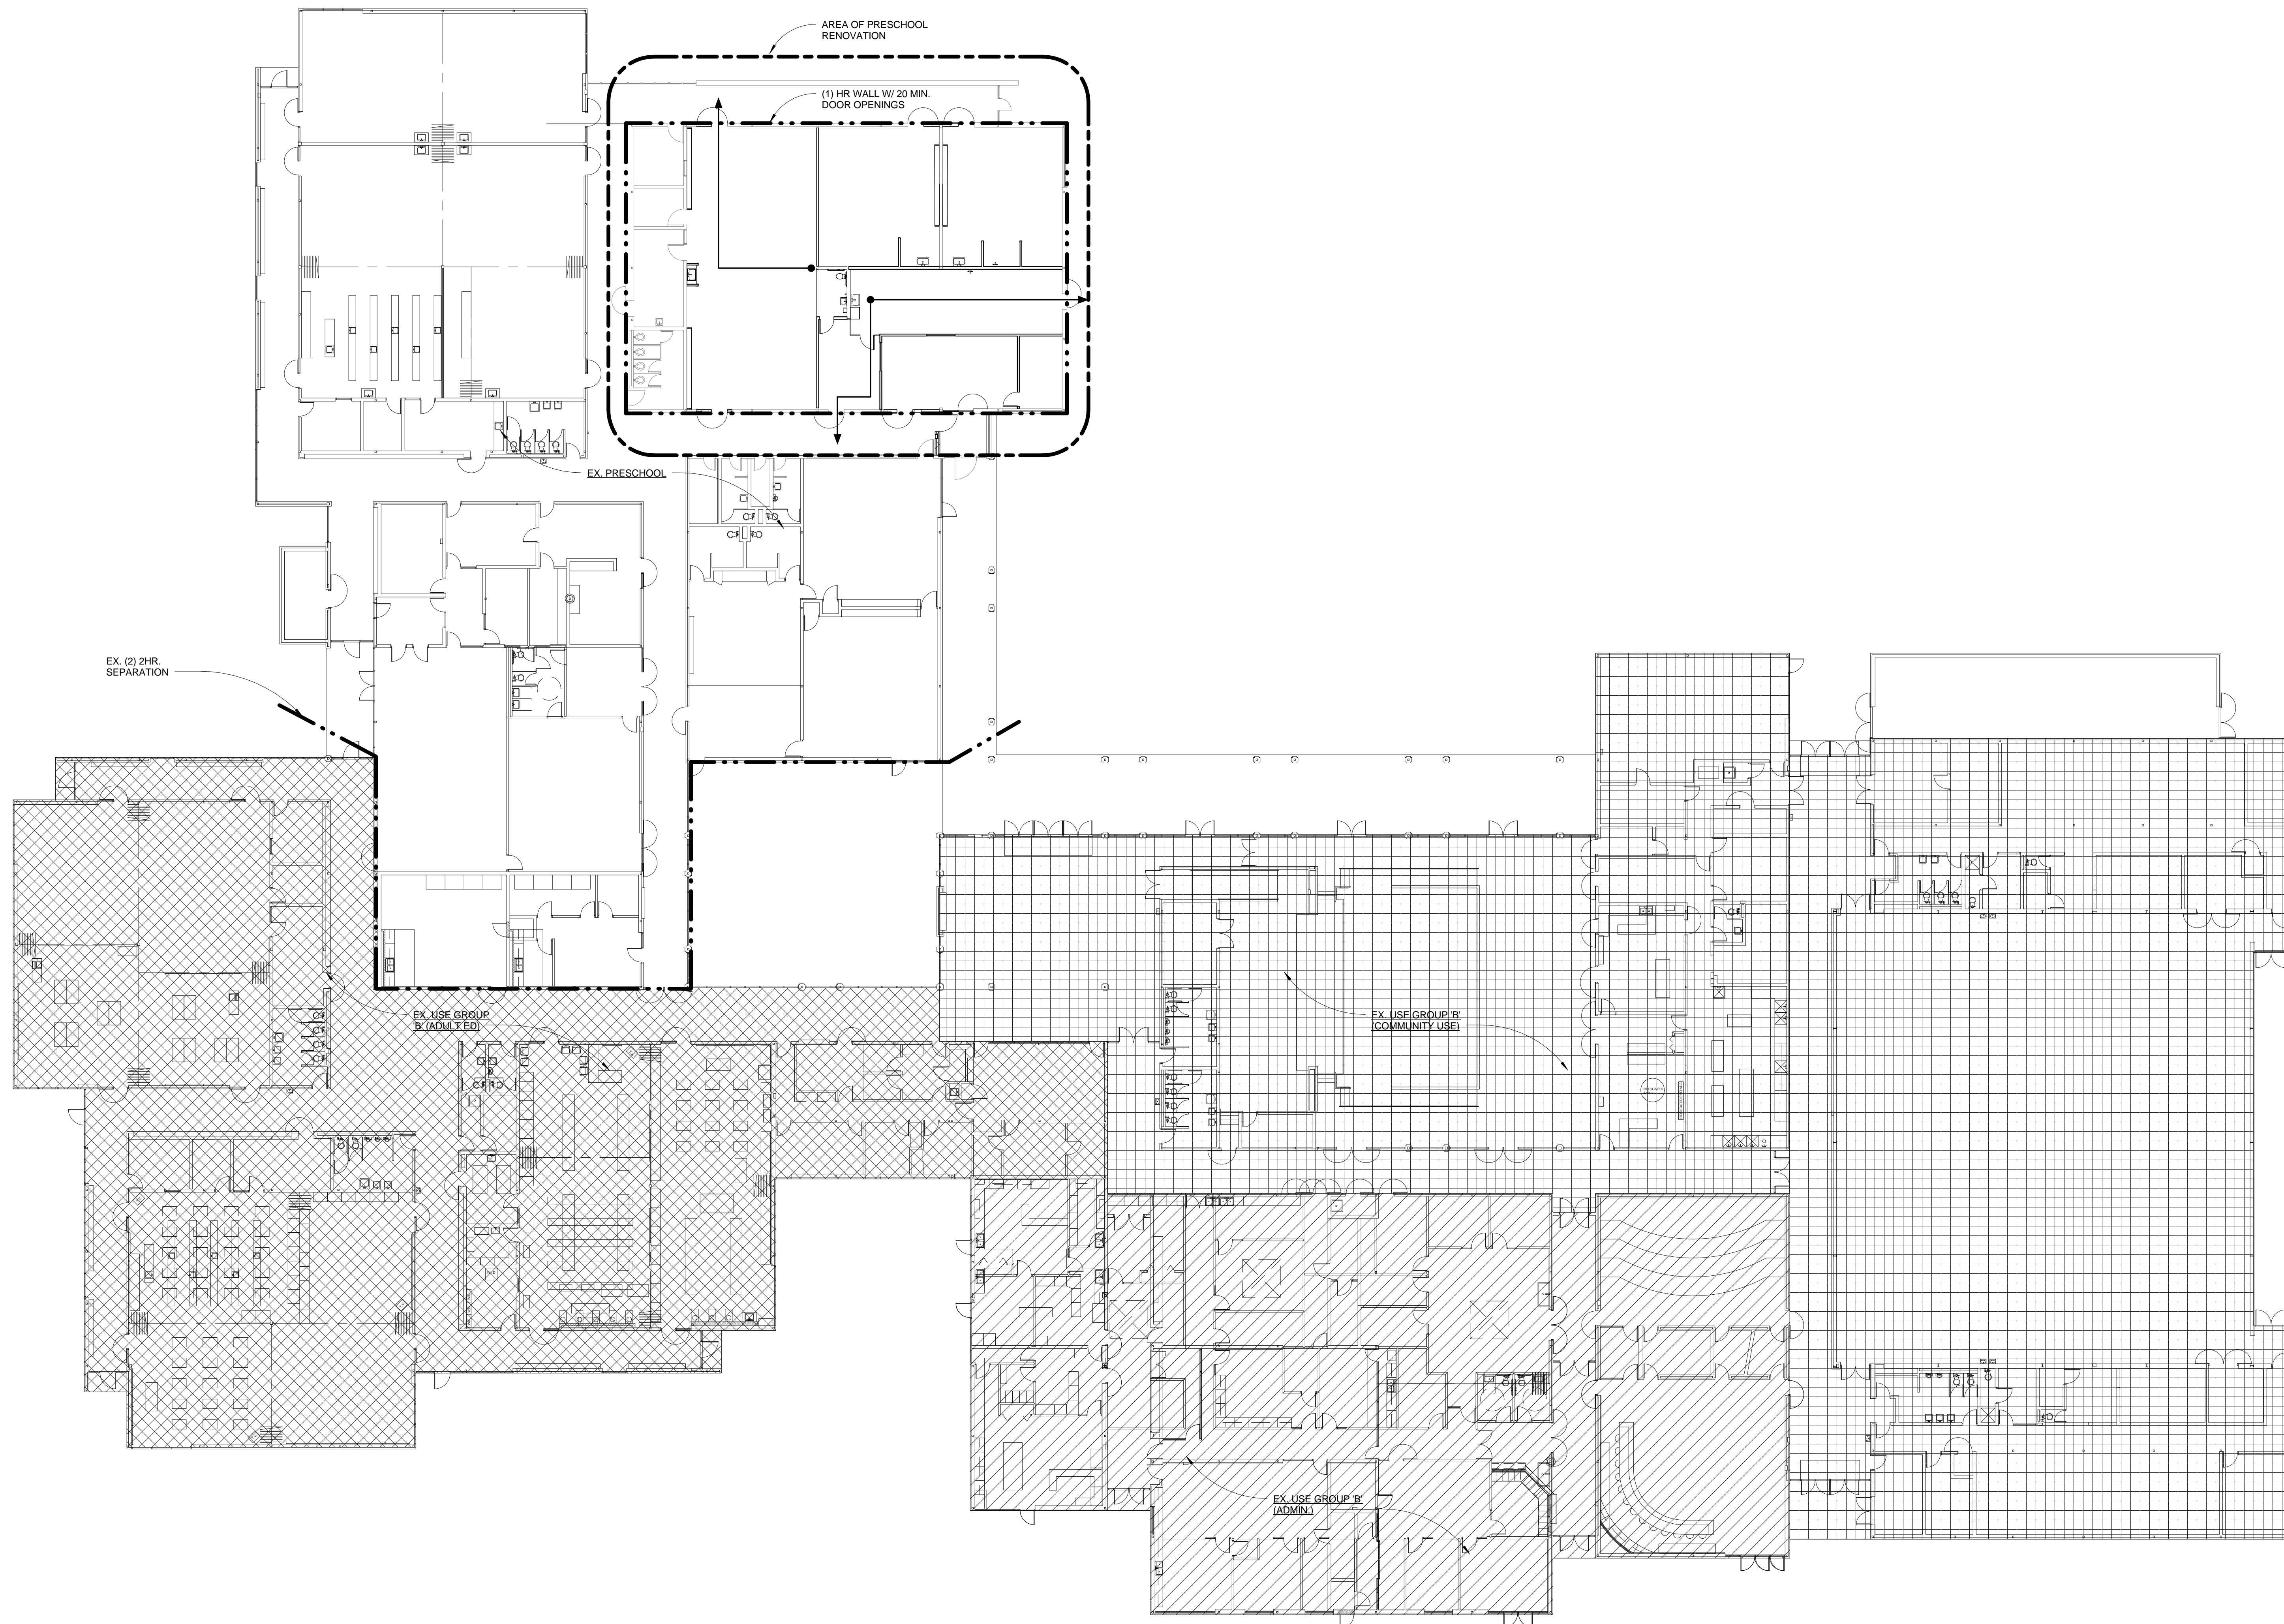 AREA OF PRESCHOOL
RENOVATION
(1) HR WALL W/ 20 MIN.
DOOR OPENINGS
EX. PRESCHOOL
EX. (2) 2HR.
SEPARATION
EX. USE GROUP
'B' (ADULT ED)
EX. USE GROUP 'B'
(COMMUNITY USE)
EX. USE GROUP 'B'
(ADMIN.)